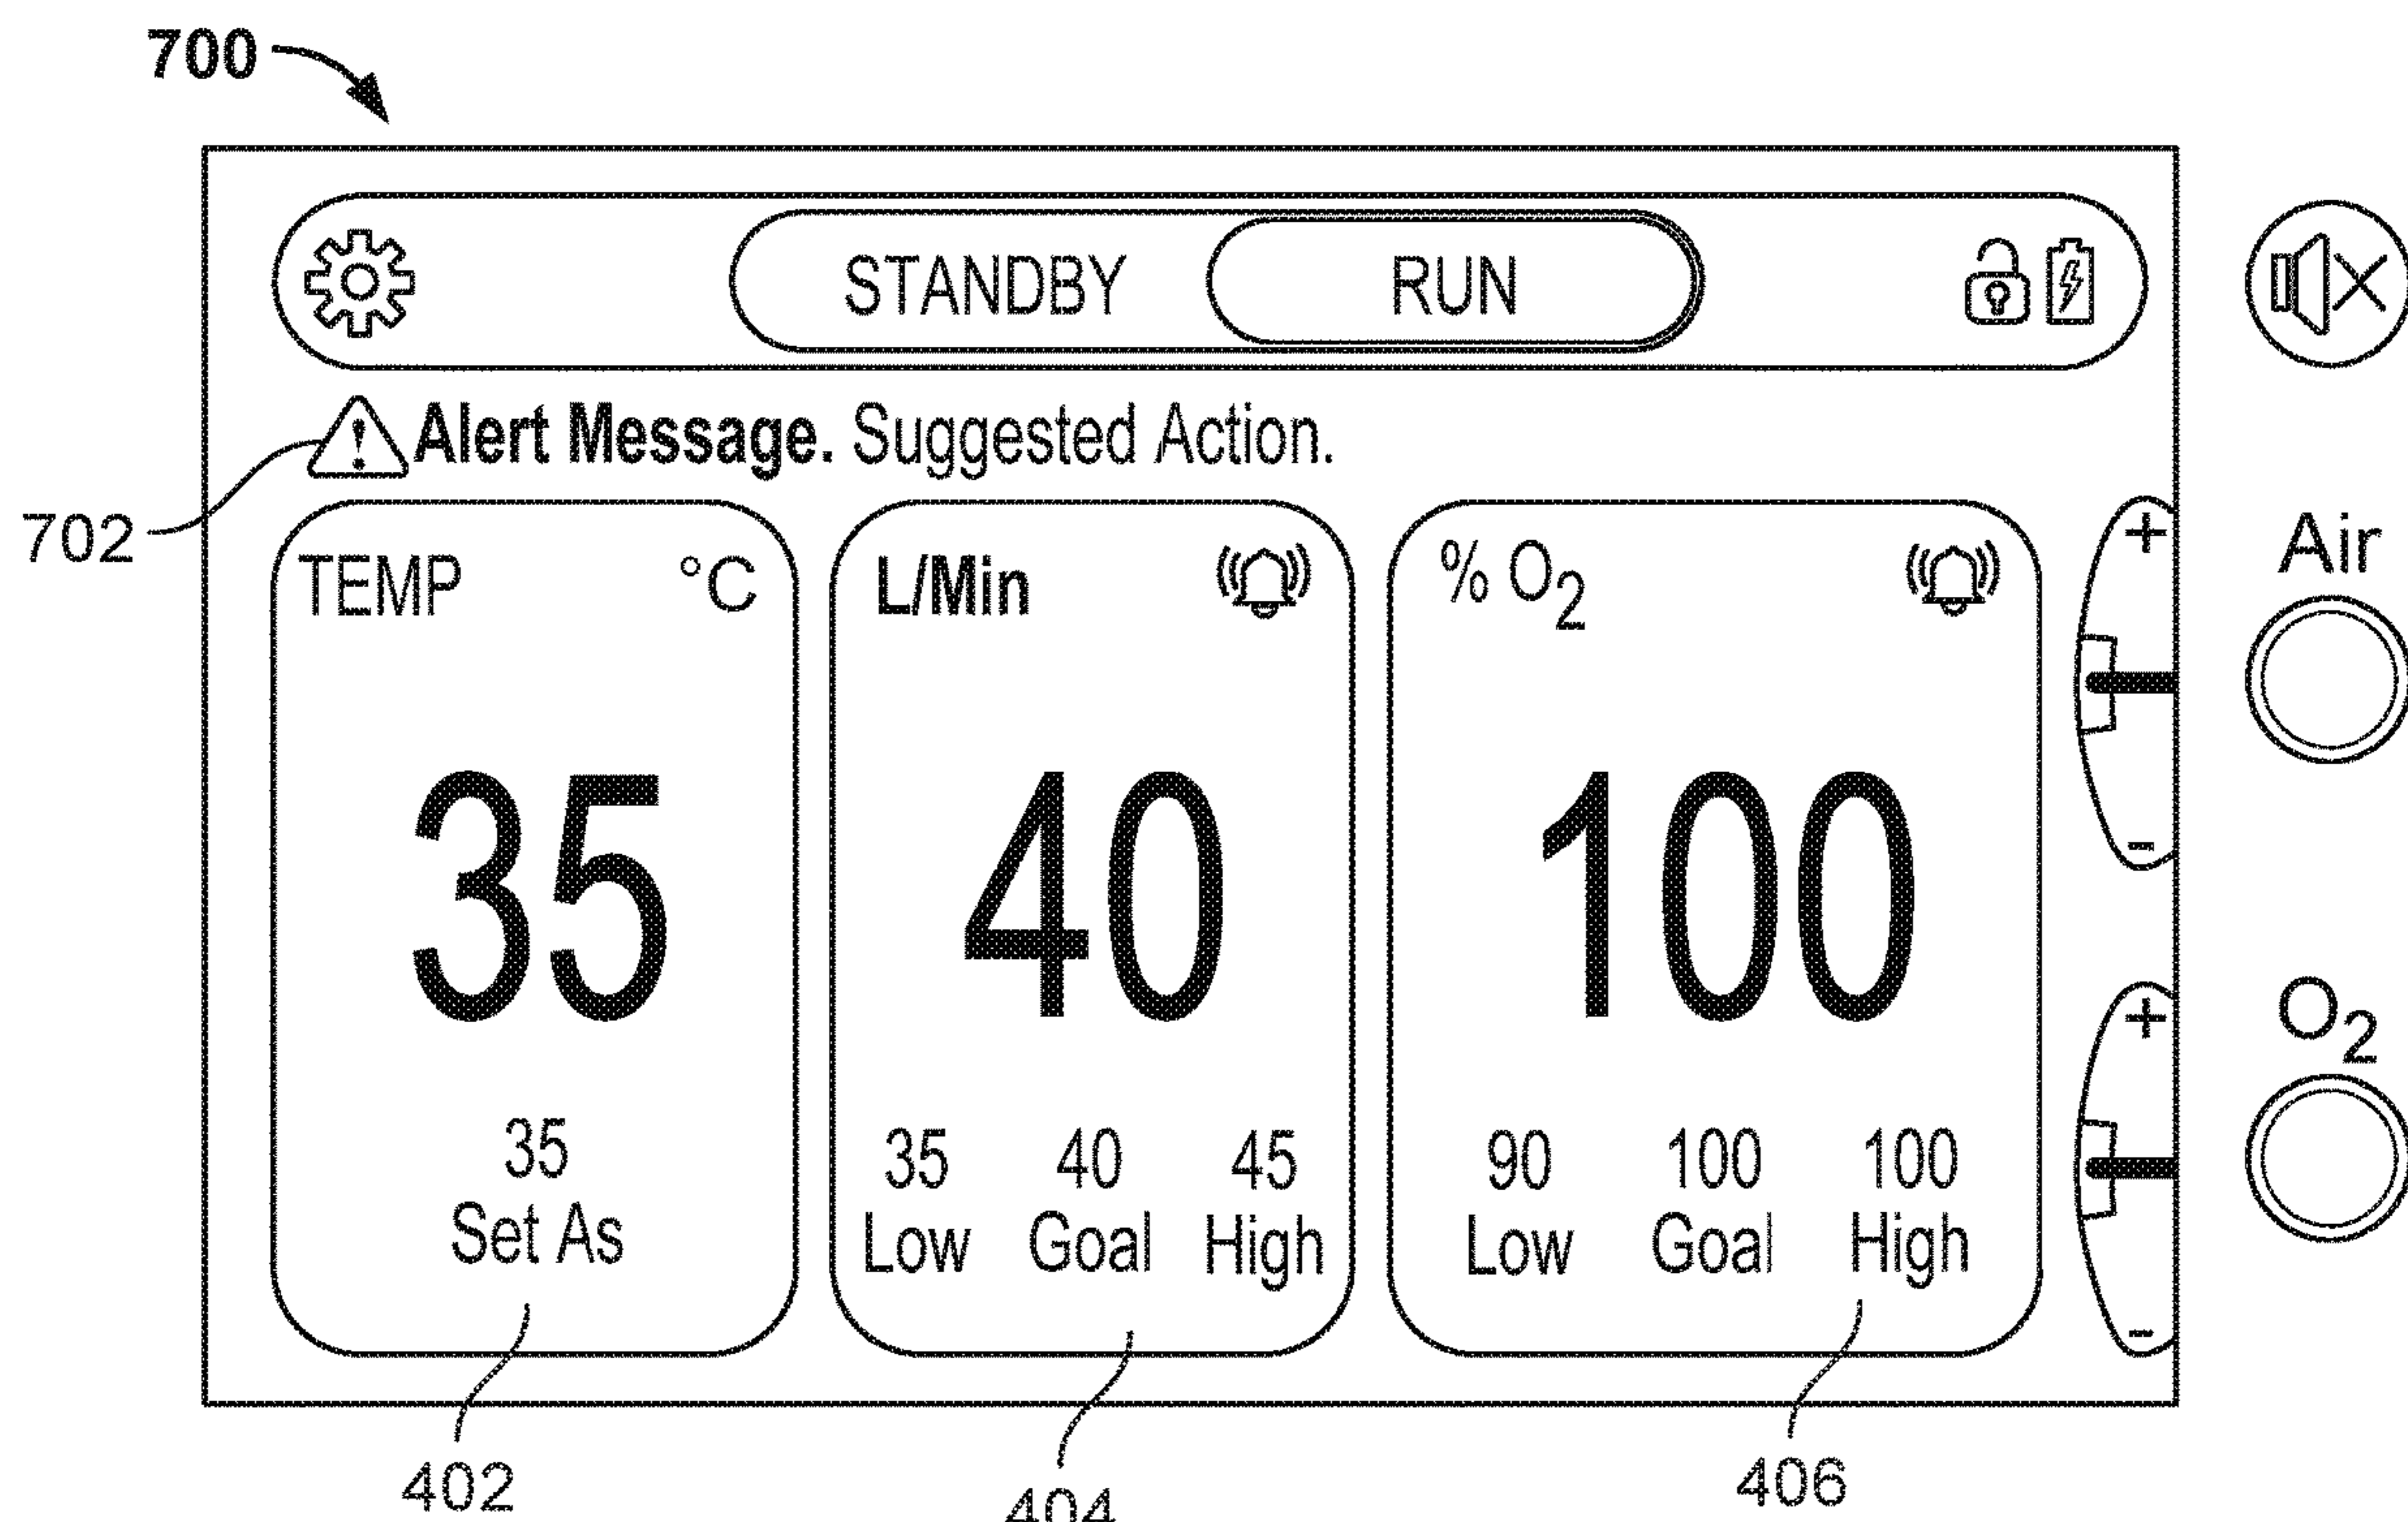 700
STANDBY RUN
Alert Message. Suggested Action.
702
TEMP °C
L/Min
% O2
+
Air
35
40
100
-
+
O2
35
Set As
35 40 45
Low Goal High
90 100 100
Low Goal High
-
402
404
406